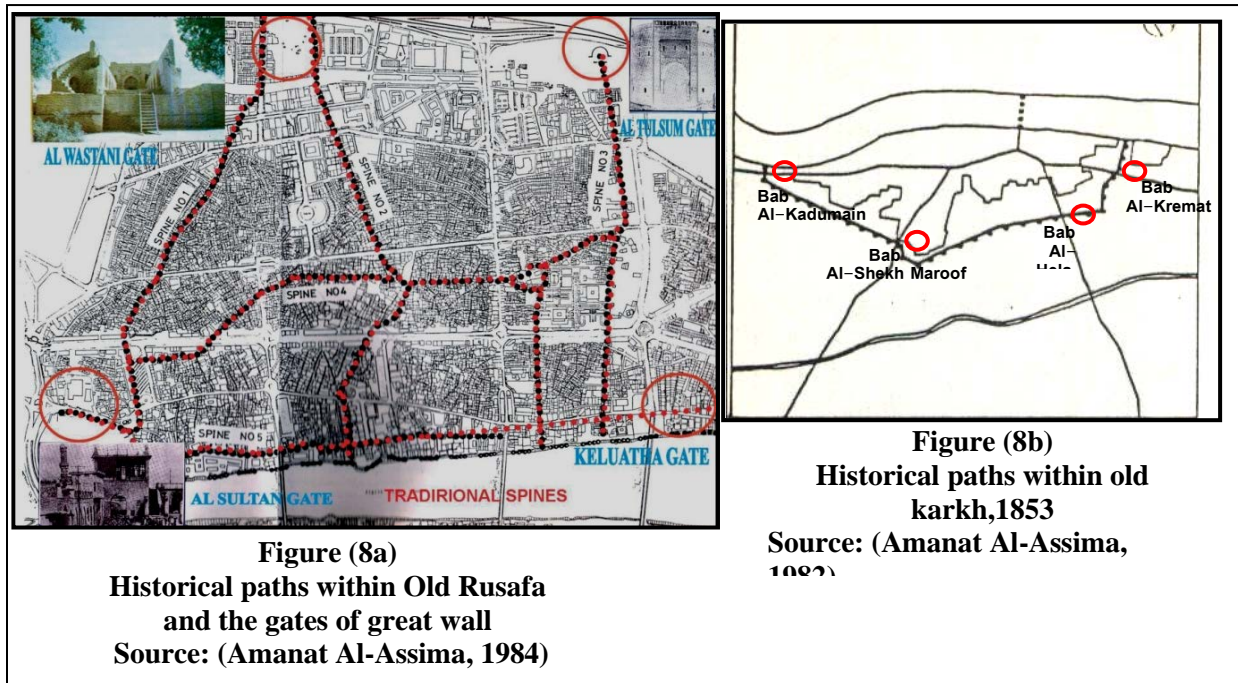 AL WASTANI GATE
AL TULSUM GATE
SPINE NO 1
SPINE NO 2
SPINE NO 3
SPINE NO 4
SPINE NO 5
KELUATHA GATE
AL SULTAN GATE
TRADIRIONAL SPINES
Figure (8a)
Historical paths within Old Rusafa
and the gates of great wall
Source: (Amanat Al-Assima, 1984)
Bab
Al–Kadumain
Bab
Al–Shekh Maroof
Bab
Al–
Bab
Al–Kremat
Figure (8b)
Historical paths within old
karkh,1853
Source: (Amanat Al-Assima,
1982)